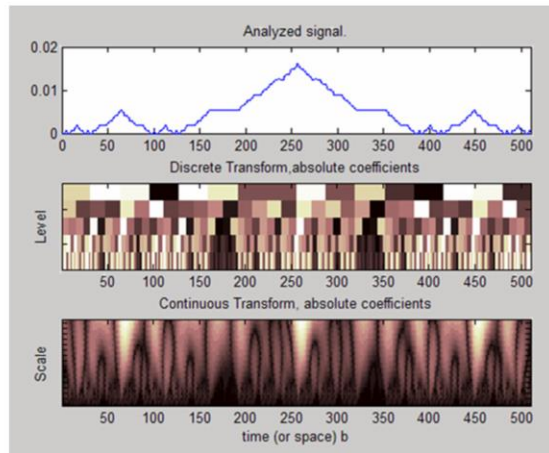 Analyzed signal.
0.02
0.01
0
0 50 100 150 200 250 300 350 400 450 500
Discrete Transform,absolute coefficients
Level
50 100 150 200 250 300 350 400 450 500
Continuous Transform, absolute coefficients
Scale
50 100 150 200 250 300 350 400 450 500
time (or space) b